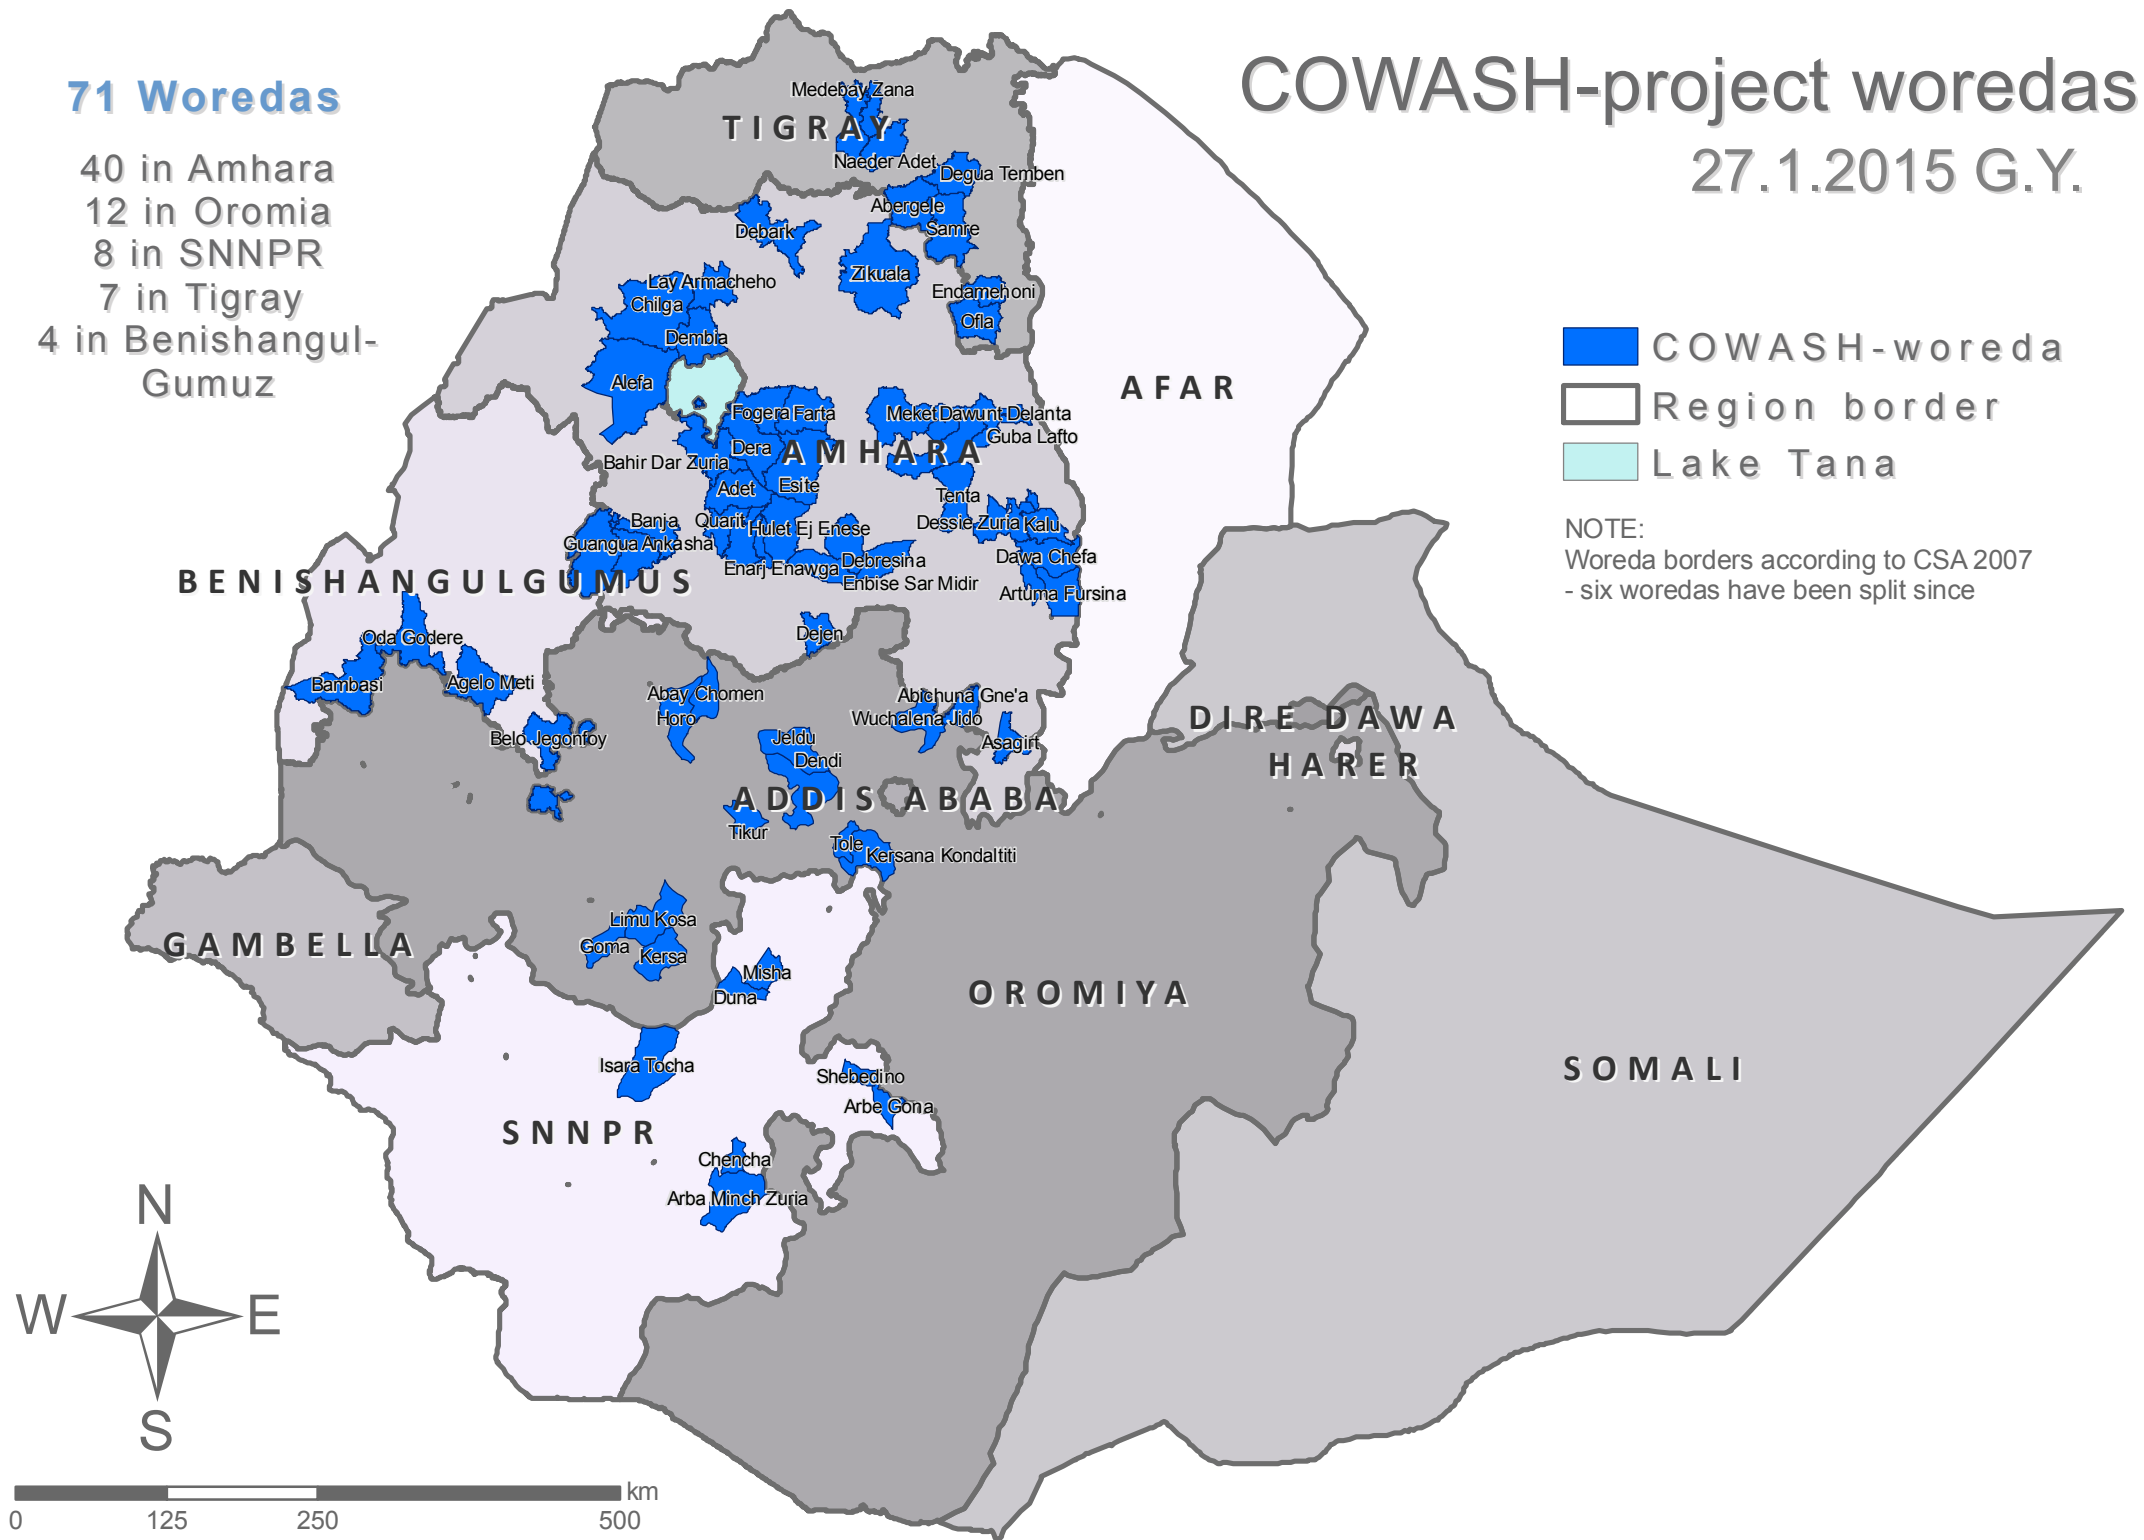 71 Woredas
40 in Amhara
12 in Oromia
8 in SNNPR
7 in Tigray
4 in Benishangul-
Gumuz
COWASH-project woredas
27.1.2015 G.Y.
COWASH-woreda
Region border
Lake Tana
NOTE:
Woreda borders according to CSA 2007
- six woredas have been split since
Medebay Zana
TIGRAY
Naeder Adet
Degua Temben
Abergele
Samre
Debark
Zikuala
Lay Armacheho
Chilga
Endamehoni
Ofla
Dembia
Alefa
AFAR
Fogera
Farta
Meket
Dawunt Delanta
Guba Lafto
Dera
AMHARA
Bahir Dar Zuria
Adet
Esite
Tenta
Banja
Quarit
Hulet Ej Enese
Dessie Zuria
Kalu
Guangua
Ankasha
Enarj Enawga
Debresina
Dawa Chefa
Enbise Sar Midir
Artuma Fursina
BENISHANGULGUMUS
Oda Godere
Dejen
Bambasi
Agelo Meti
Abay Chomen
Horo
Abichuna Gne'a
Wuchalena Jido
Asagirt
Belo Jegonfoy
Jeldu
Dendi
DIRE DAWA
HARER
ADDIS ABABA
Tikur
Tole
Kersana Kondaltiti
Limu Kosa
Goma
Kersa
GAMBELLA
Misha
Duna
OROMIYA
Isara Tocha
Shebedino
Arbe Gona
SOMALI
SNNPR
Chencha
Arba Minch Zuria
N
W
E
S
km
0
125
250
500